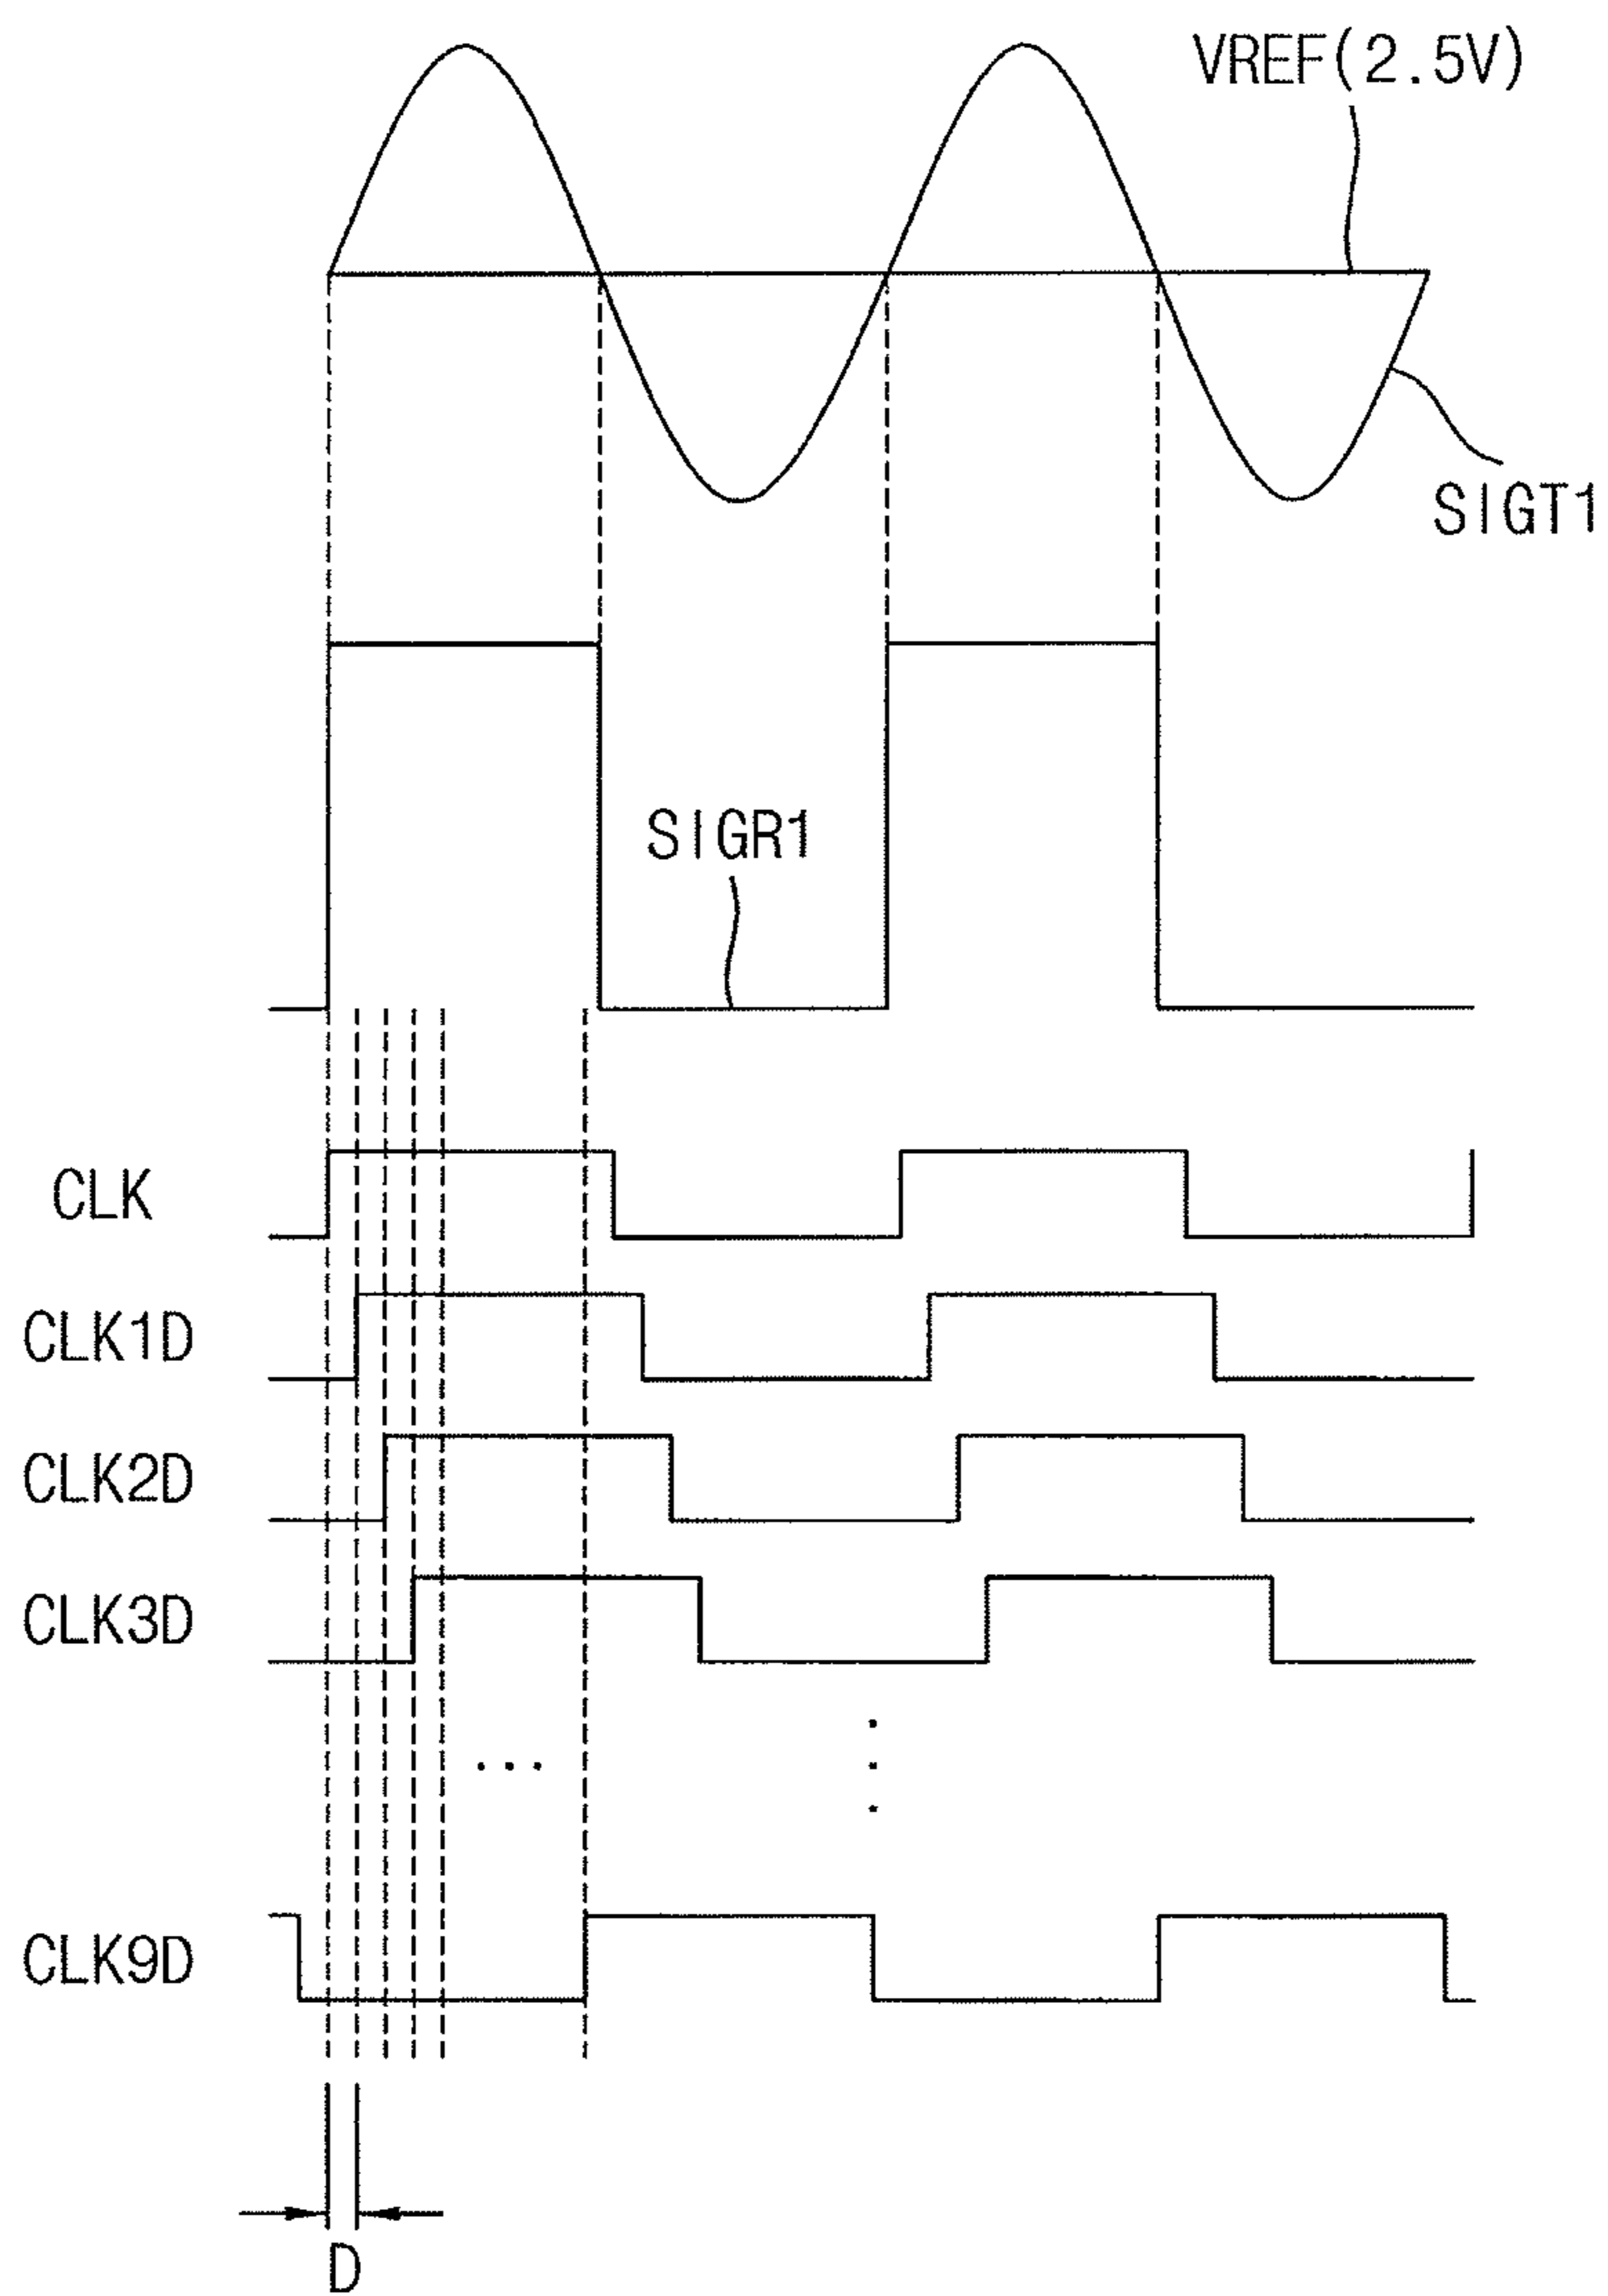 VREF(2.5V)
SIGT1
SIGR1
CLK
CLK1D
CLK2D
CLK3D
...
CLK9D
D